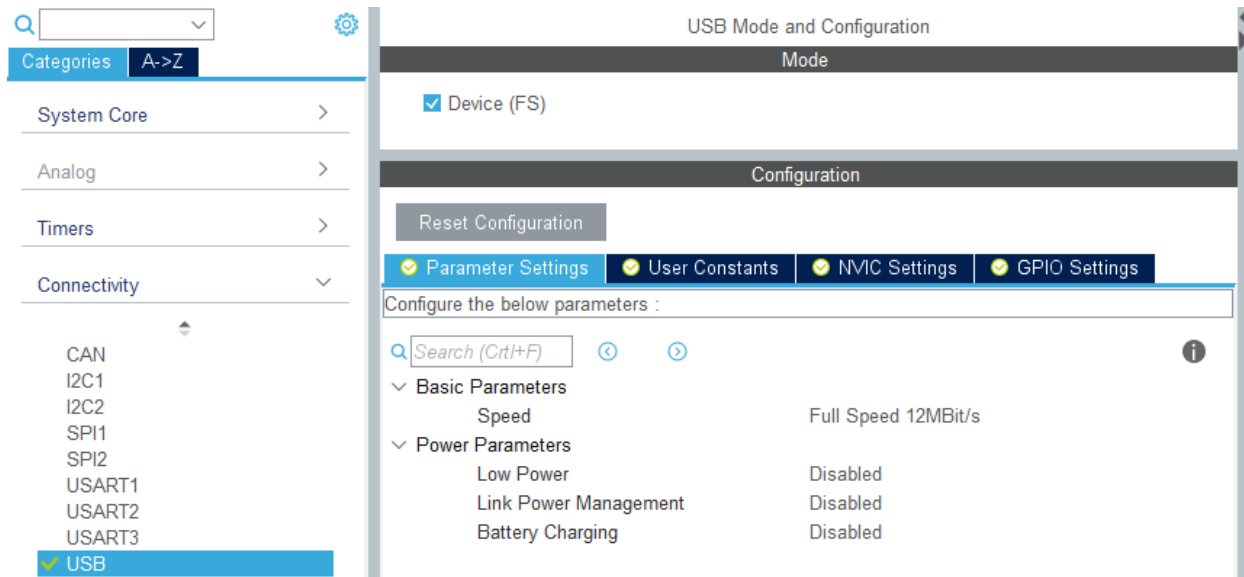 Categories
A->Z
System Core
Analog
Timers
Connectivity
CAN
I2C1
I2C2
SPI1
SPI2
USART1
USART2
USART3
USB
USB Mode and Configuration
Mode
Device (FS)
Configuration
Reset Configuration
Parameter Settings
User Constants
NVIC Settings
GPIO Settings
Configure the below parameters :
Search (Crtl+F)
Basic Parameters
Speed Full Speed 12MBit/s
Power Parameters
Low Power Disabled
Link Power Management Disabled
Battery Charging Disabled